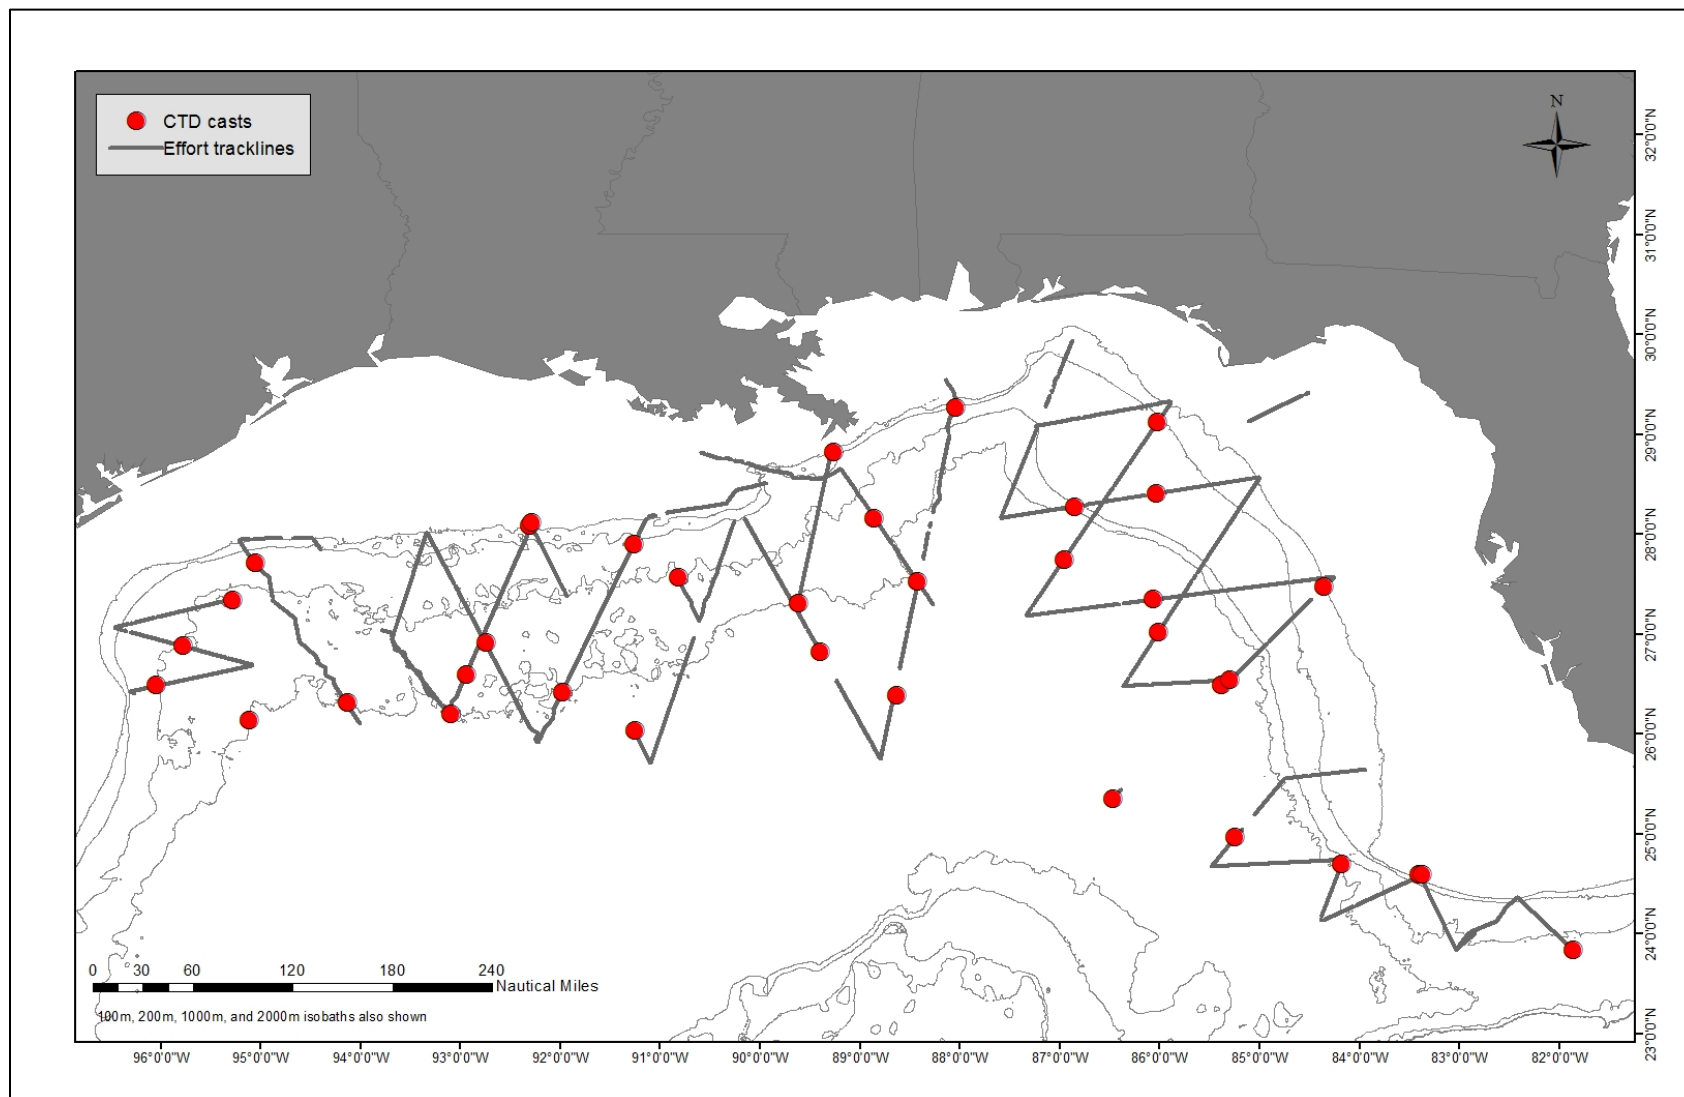 CTD casts
Effort tracklines
N
32°0'0"N
31°0'0"N
30°0'0"N
29°0'0"N
28°0'0"N
27°0'0"N
26°0'0"N
25°0'0"N
24°0'0"N
23°0'0"N
0 30 60 120 180 240
Nautical Miles
100m, 200m, 1000m, and 2000m isobaths also shown
96°0'0"W 95°0'0"W 94°0'0"W 93°0'0"W 92°0'0"W 91°0'0"W 90°0'0"W 89°0'0"W 88°0'0"W 87°0'0"W 86°0'0"W 85°0'0"W 84°0'0"W 83°0'0"W 82°0'0"W